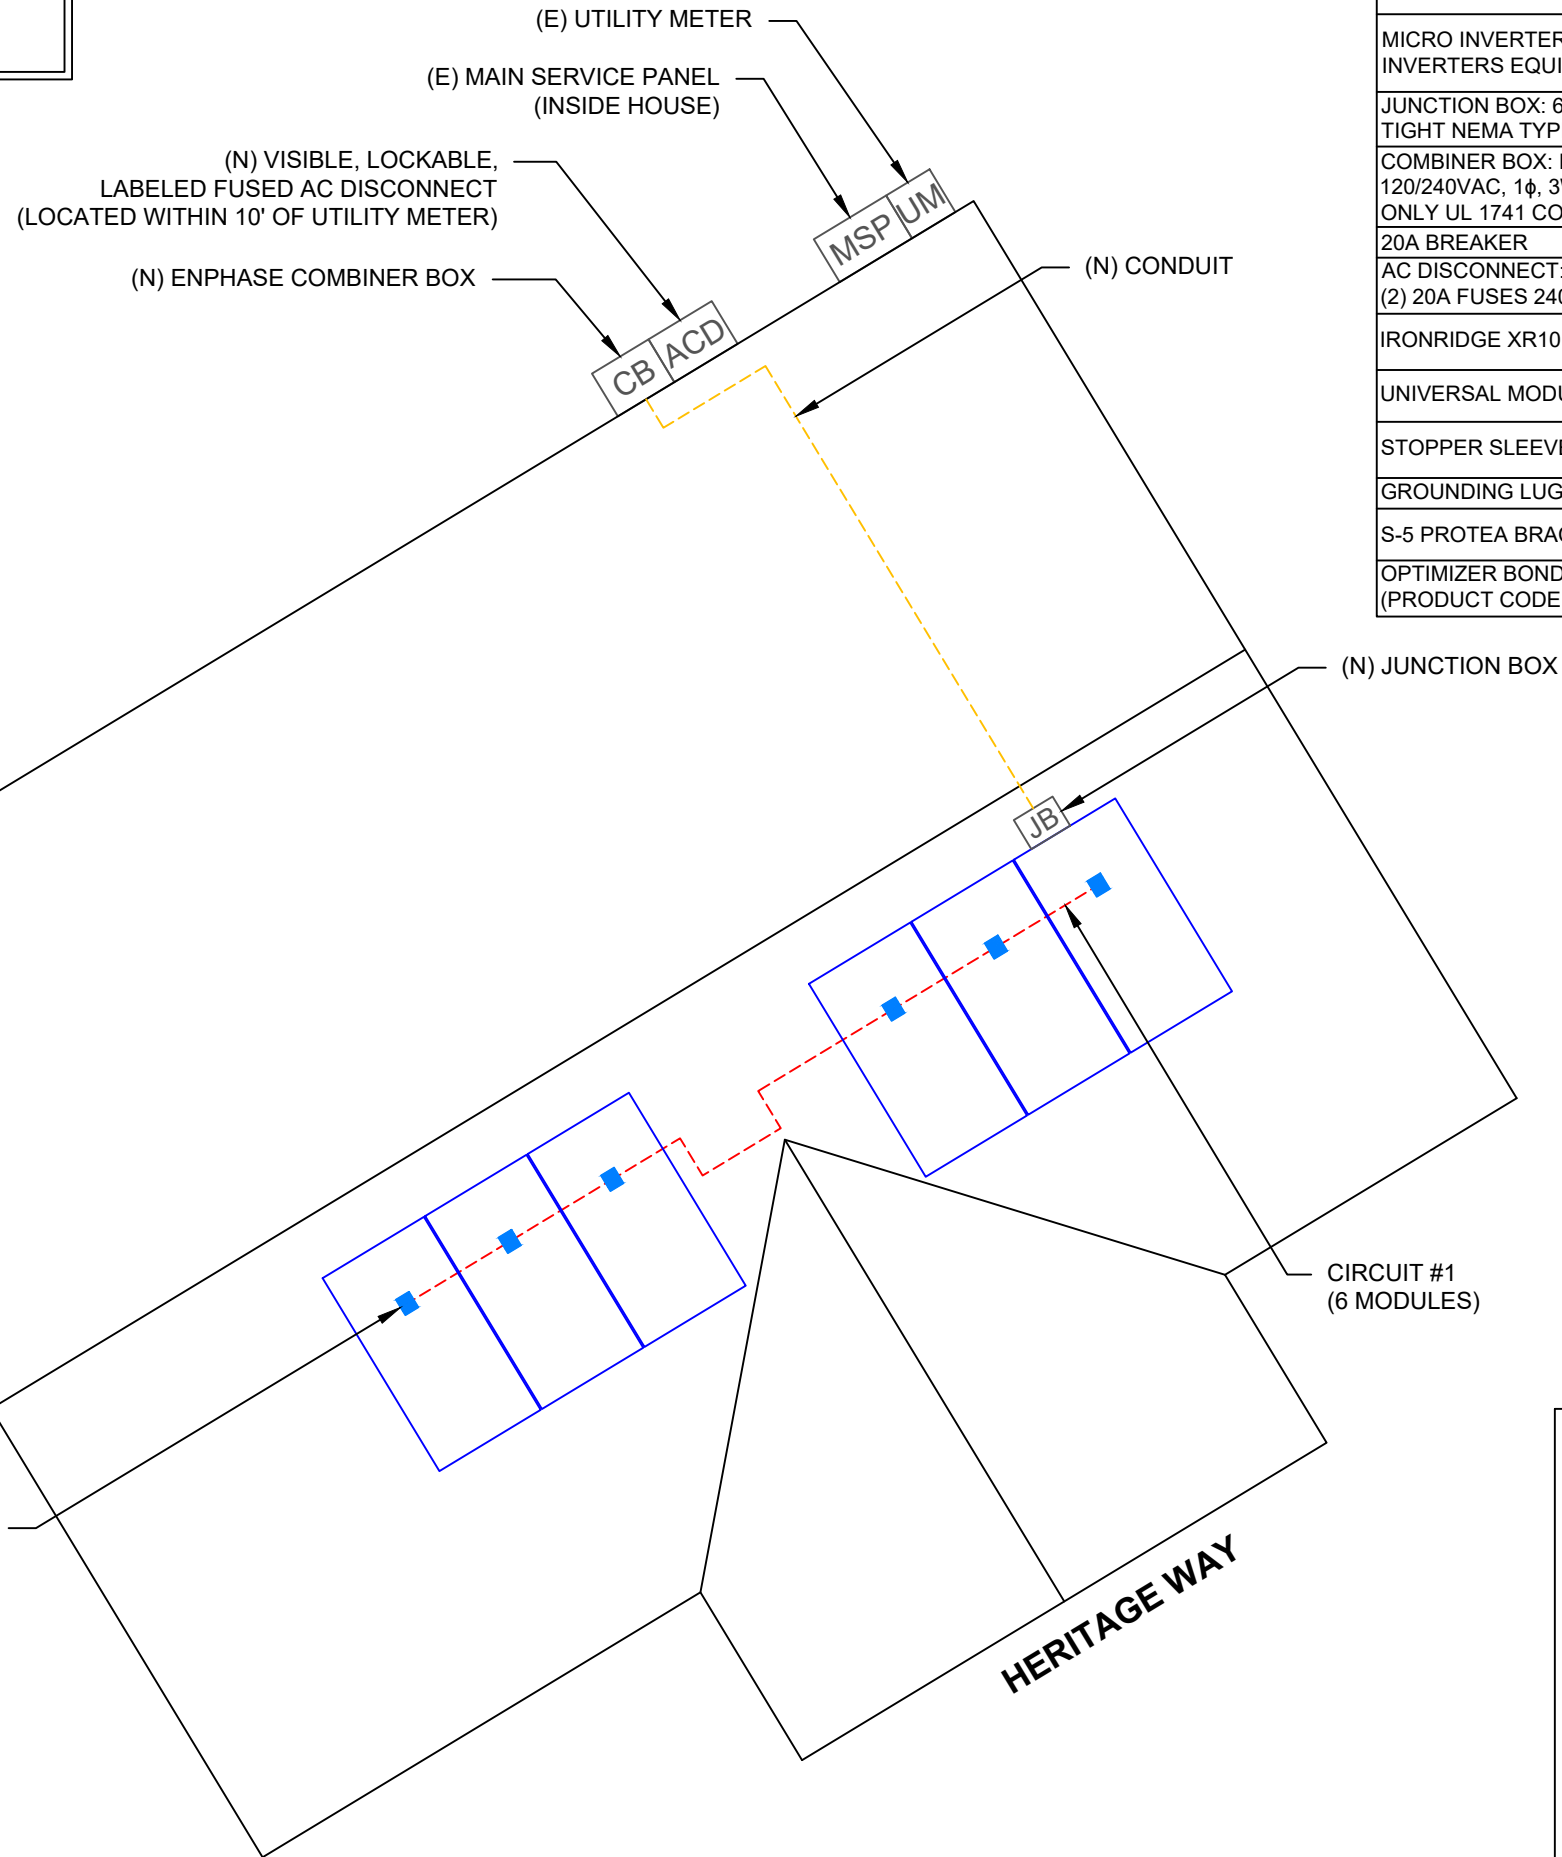 (E) UTILITY METER
(E) MAIN SERVICE PANEL
(INSIDE HOUSE)
(N) VISIBLE, LOCKABLE,
LABELED FUSED AC DISCONNECT
(LOCATED WITHIN 10' OF UTILITY METER)
(N) ENPHASE COMBINER BOX
MSP
UM
CB
ACD
(N) CONDUIT
MICRO INVERTER
INVERTERS EQUI
JUNCTION BOX: 6
TIGHT NEMA TYP
COMBINER BOX:
120/240VAC, 1ϕ, 3
ONLY UL 1741 CO
20A BREAKER
AC DISCONNECT:
(2) 20A FUSES 240
IRONRIDGE XR10
UNIVERSAL MODU
STOPPER SLEEVE
GROUNDING LUG
S-5 PROTEA BRAC
OPTIMIZER BOND
(PRODUCT CODE
(N) JUNCTION BOX
JB
CIRCUIT #1
(6 MODULES)
HERITAGE WAY